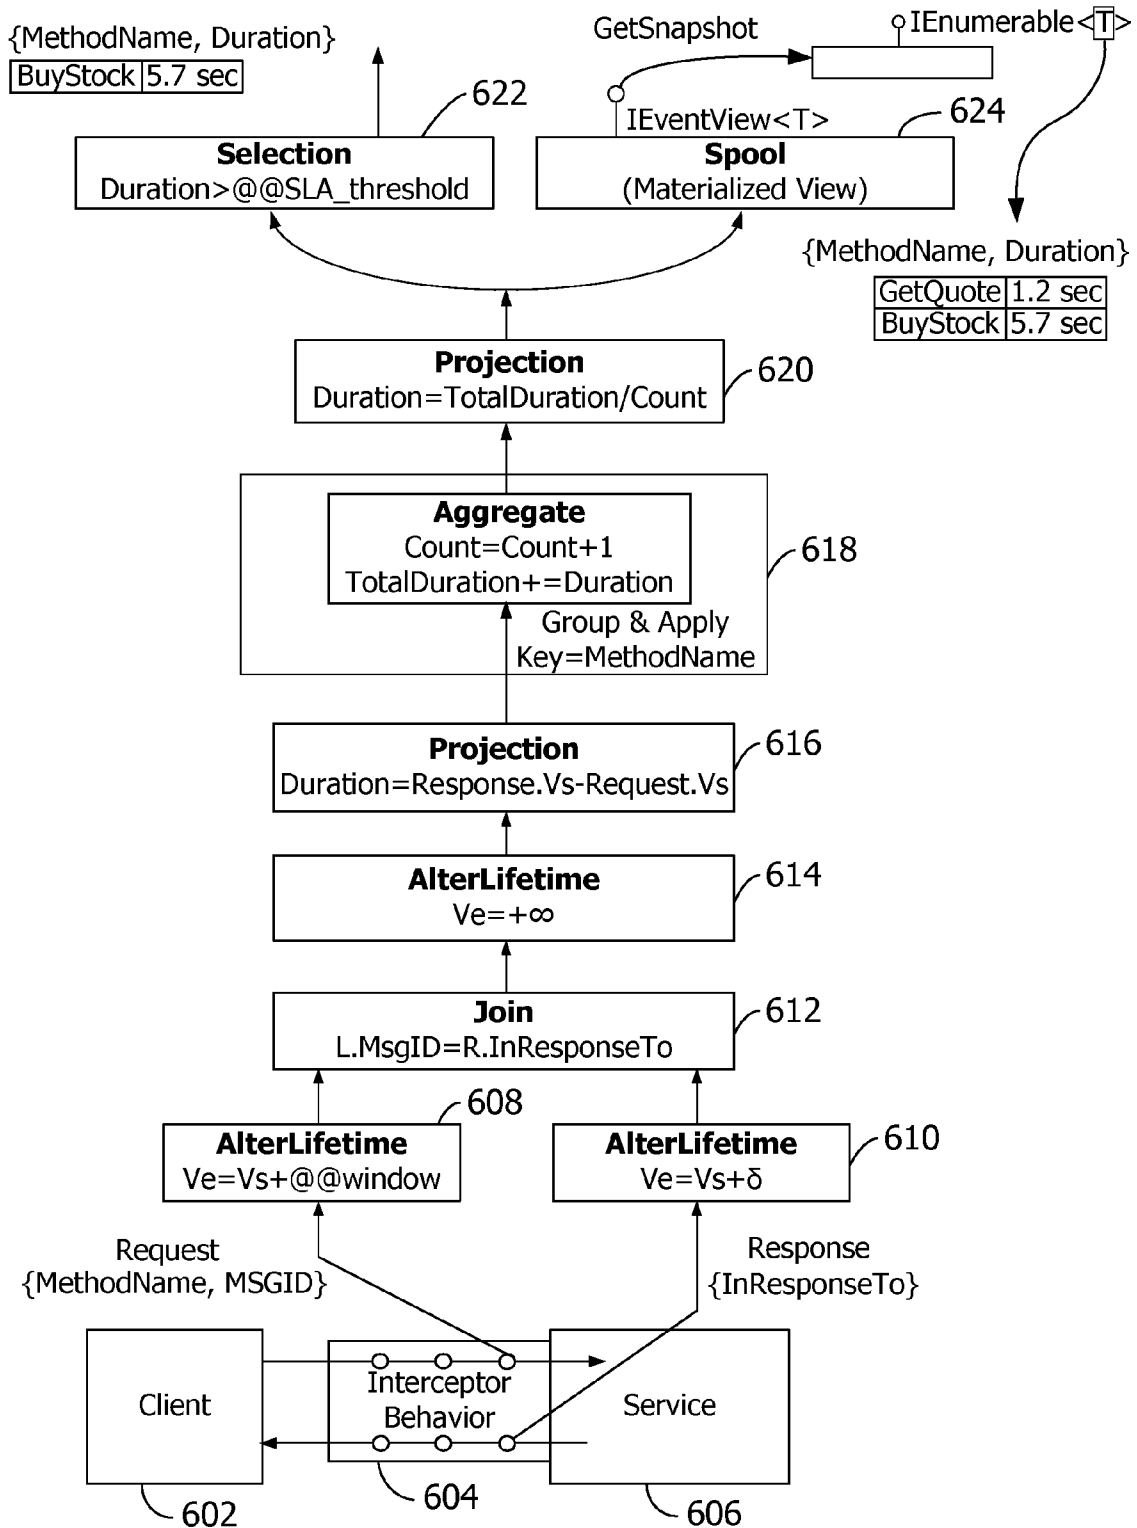 GetSnapshot
IEnumerable<T>
{MethodName, Duration}
BuyStock 5.7 sec
622
IEventView<T>
624
Selection
Duration>@@SLA_threshold
Spool
(Materialized View)
{MethodName, Duration}
GetQuote 1.2 sec
BuyStock 5.7 sec
Projection
Duration=TotalDuration/Count
620
Aggregate
Count=Count+1
TotalDuration+=Duration
618
Group & Apply
Key=MethodName
Projection
Duration=Response.Vs-Request.Vs
616
AlterLifetime
Ve=+∞
614
Join
L.MsgID=R.InResponseTo
612
608
AlterLifetime
Ve=Vs+@@window
AlterLifetime
Ve=Vs+δ
610
Request
{MethodName, MSGID}
Response
{InResponseTo}
Client
Interceptor
Behavior
Service
602
604
606